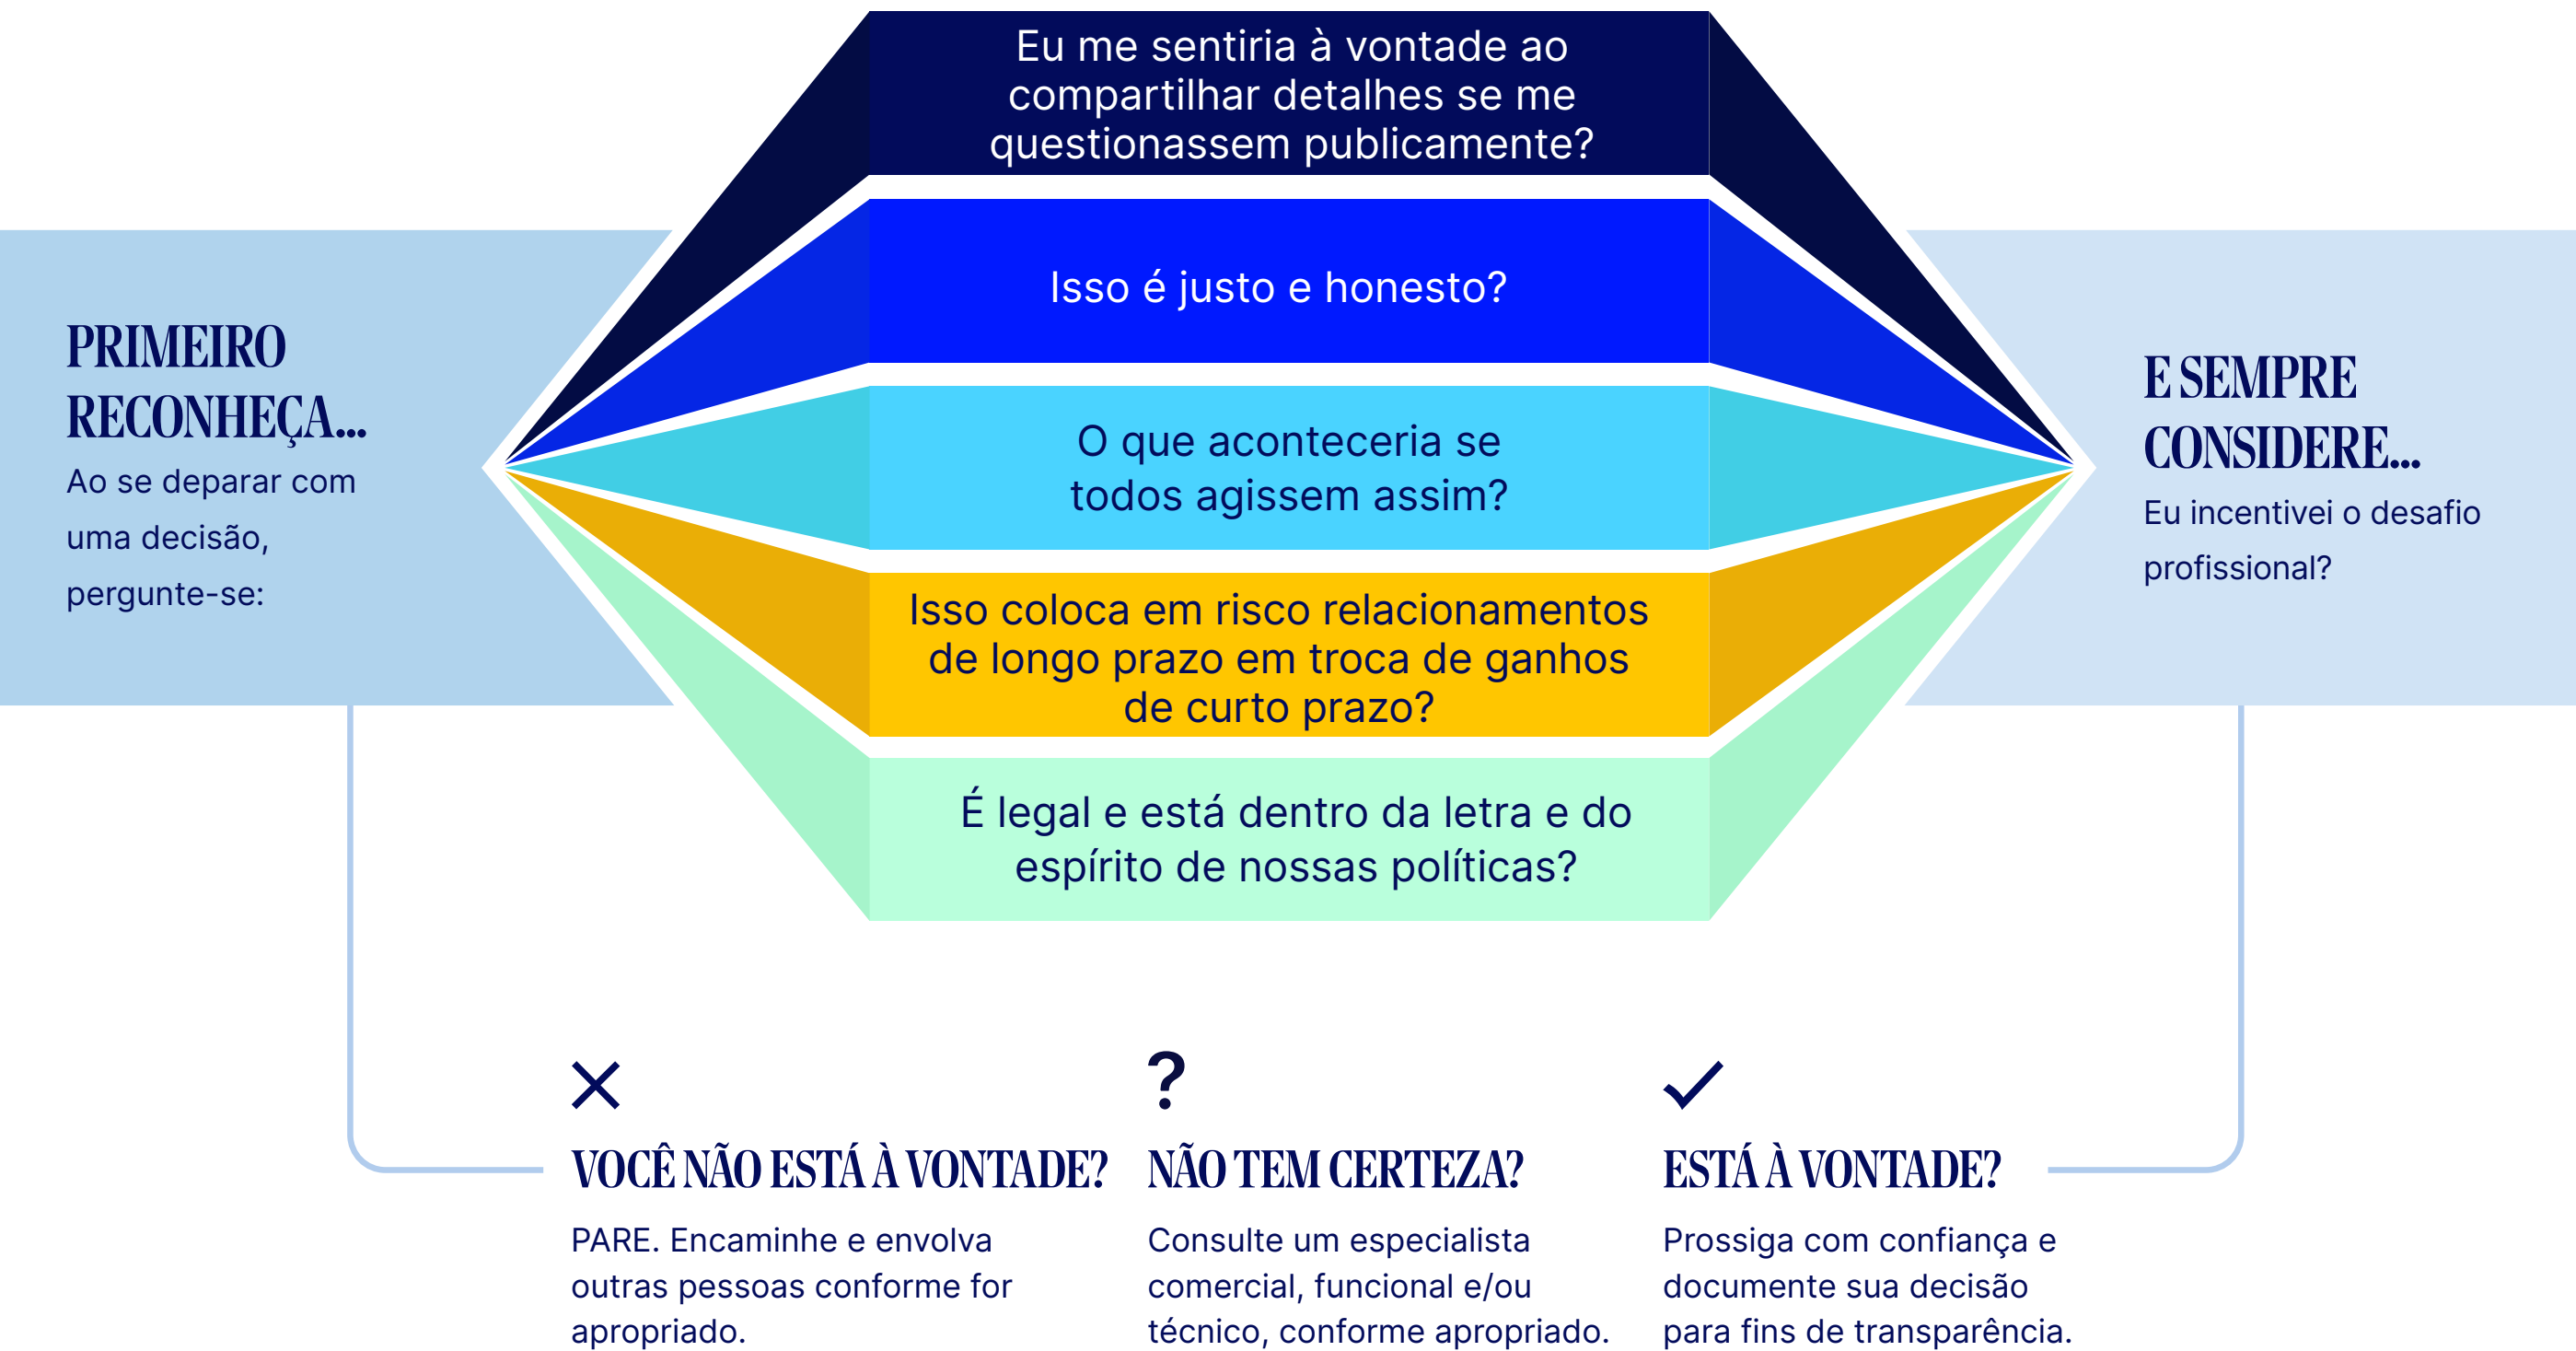 PRIMEIRO
RECONHEÇA...
Ao se deparar com
uma decisão,
pergunte-se:
Eu me sentiria à vontade ao
compartilhar detalhes se me
questionassem publicamente?
Isso é justo e honesto?
O que aconteceria se
todos agissem assim?
Isso coloca em risco relacionamentos
de longo prazo em troca de ganhos
de curto prazo?
É legal e está dentro da letra e do
espírito de nossas políticas?
E SEMPRE
CONSIDERE...
Eu incentivei o desafio
profissional?
VOCÊ NÃO ESTÁ À VONTADE?
PARE. Encaminhe e envolva
outras pessoas conforme for
apropriado.
?
NÃO TEM CERTEZA?
Consulte um especialista
comercial, funcional e/ou
técnico, conforme apropriado.
ESTÁ À VONTADE?
Prossiga com confiança e
documente sua decisão
para fins de transparência.